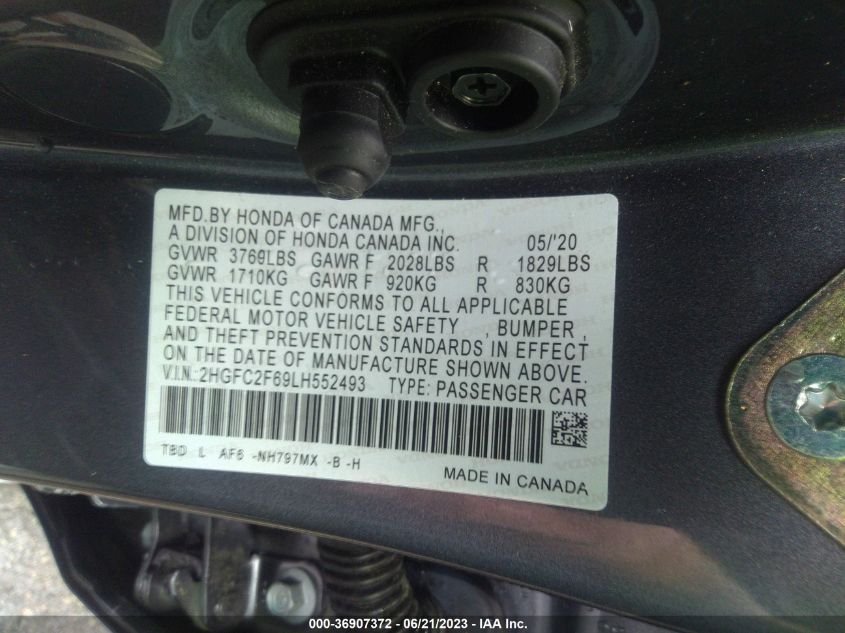 MFD.BY HONDA OF CANADA MFG.,
A DIVISION OF HONDA CANADA INC. 05/'20
GVWR 3769LBS GAWR F 2028LBS R 1829LBS
GVWR 1710KG GAWR F 920KG R 830KG
THIS VEHICLE CONFORMS TO ALL APPLICABLE
FEDERAL MOTOR VEHICLE SAFETY , BUMPER ,
AND THEFT PREVENTION STANDARDS IN EFFECT
ON THE DATE OF MANUFACTURE SHOWN ABOVE.
V.I.N.:2HGFC2F69LH552493 TYPE: PASSENGER CAR
TBD L AF6 -NH797MX -B -H
MADE IN CANADA
000-36907372 - 06/21/2023 - IAA Inc.